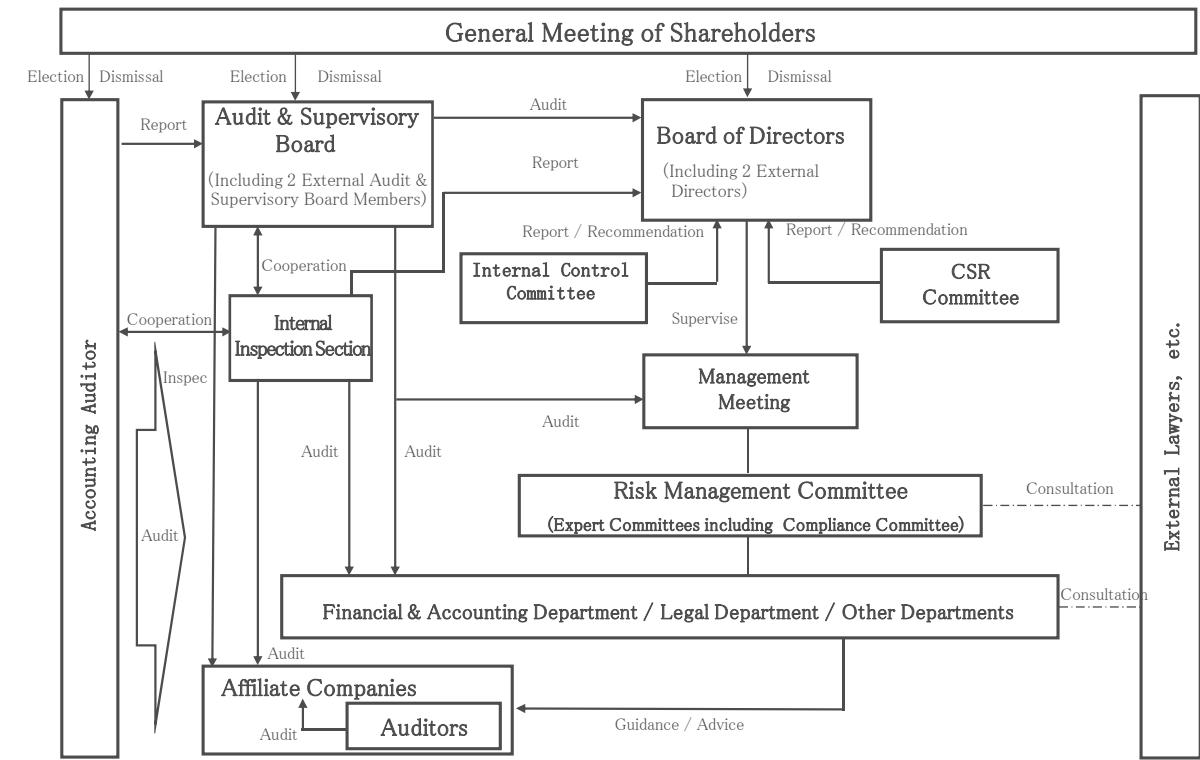 General Meeting of Shareholders
Election Dismissal
Election Dismissal
Election Dismissal
Accounting Auditor
Report
Audit & Supervisory
Board
(Including 2 External Audit &
Supervisory Board Members)
Audit
Board of Directors
(Including 2 External
Directors)
Report
Report / Recommendation
Report / Recommendation
Cooperation
Internal Control
Committee
CSR
Committee
Cooperation
Internal
Inspection Section
Supervise
Inspec
Management
Meeting
Audit
Audit
Audit
Risk Management Committee
(Expert Committees including Compliance Committee)
Consultation
External Lawyers, etc.
Audit
Consultation
Financial & Accounting Department / Legal Department / Other Departments
Audit
Affiliate Companies
Auditors
Audit
Guidance / Advice